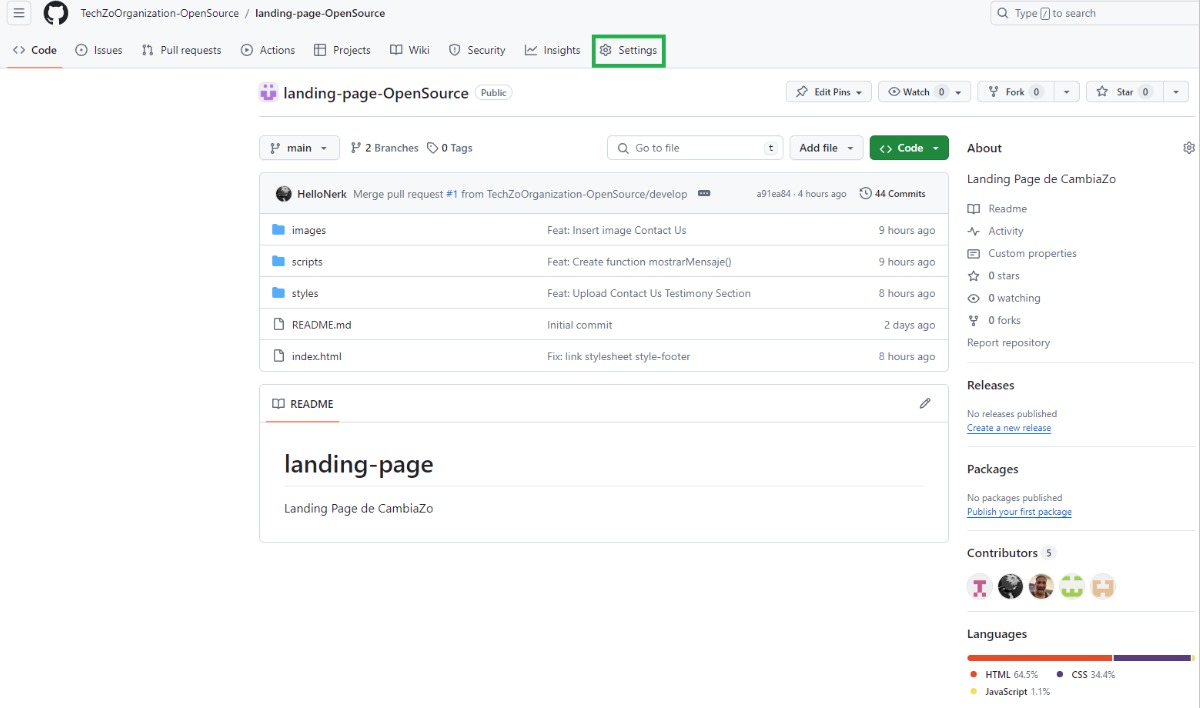 TechZoOrganization-OpenSource / landing-page-OpenSource
Type / to search
Code Issues Pull requests Actions Projects Wiki Security Insights Settings
landing-page-OpenSource Public
Edit Pins Watch 0 Fork 0 Star 0
main 2 Branches 0 Tags
Go to file t Add file Code
HelloNerk Merge pull request #1 from TechZoOrganization-OpenSource/develop a91ea84 · 4 hours ago 44 Commits
images Feat: Insert image Contact Us 9 hours ago
scripts Feat: Create function mostrarMensaje() 9 hours ago
styles Feat: Upload Contact Us Testimony Section 8 hours ago
README.md Initial commit 2 days ago
index.html Fix: link stylesheet style-footer 8 hours ago
README
landing-page
Landing Page de CambiaZo
About
Landing Page de CambiaZo
Readme
Activity
Custom properties
0 stars
0 watching
0 forks
Report repository
Releases
No releases published
Create a new release
Packages
No packages published
Publish your first package
Contributors 5
Languages
HTML 64.5% CSS 34.4%
JavaScript 1.1%